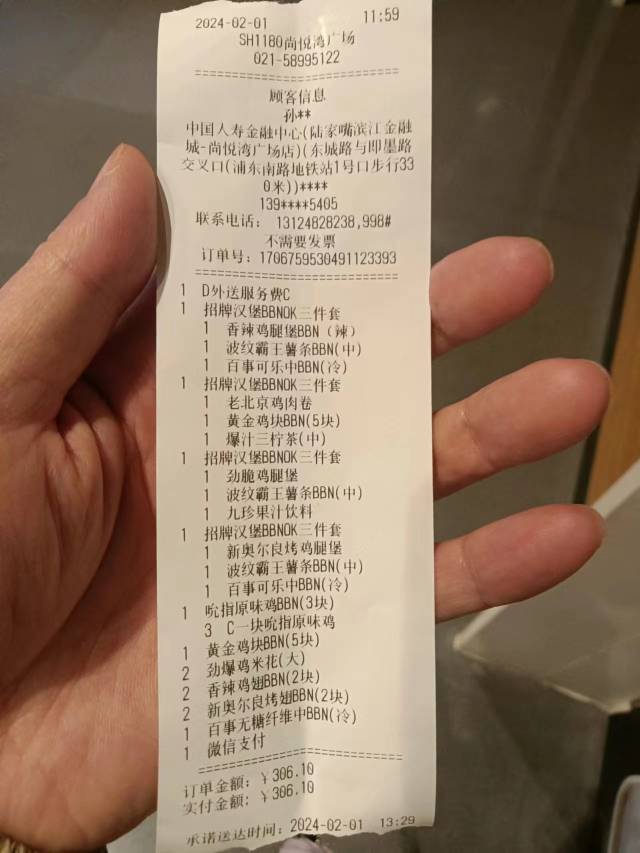 2024-02-01 11:59
SH1180尚悦湾广场
021-58995122
顾客信息
孙**
中国人寿金融中心(陆家嘴滨江金融
城-尚悦湾广场店)(东城路与即墨路
交叉口(浦东南路地铁站1号口步行33
0米))****
139****5405
联系电话: 13124828238,998#
不需要发票
订单号: 1706759530491123393
1 D外送服务费C
1 招牌汉堡BBNOK三件套
1 香辣鸡腿堡BBN（辣）
1 波纹霸王薯条BBN(中)
1 百事可乐中BBN(冷)
1 招牌汉堡BBNOK三件套
1 老北京鸡肉卷
1 黄金鸡块BBN(5块)
1 爆汁三柠茶(中)
1 招牌汉堡BBNOK三件套
1 劲脆鸡腿堡
1 波纹霸王薯条BBN(中)
1 九珍果汁饮料
1 招牌汉堡BBNOK三件套
1 新奥尔良烤鸡腿堡
1 波纹霸王薯条BBN(中)
1 百事可乐中BBN(冷)
1 吮指原味鸡BBN(3块)
3 C一块吮指原味鸡
1 黄金鸡块BBN(5块)
2 劲爆鸡米花(大)
2 香辣鸡翅BBN(2块)
2 新奥尔良烤翅BBN(2块)
1 百事无糖纤维中BBN(冷)
1 微信支付
订单金额: ￥306.10
实付金额: ￥306.10
承诺送达时间: 2024-02-01 13:29